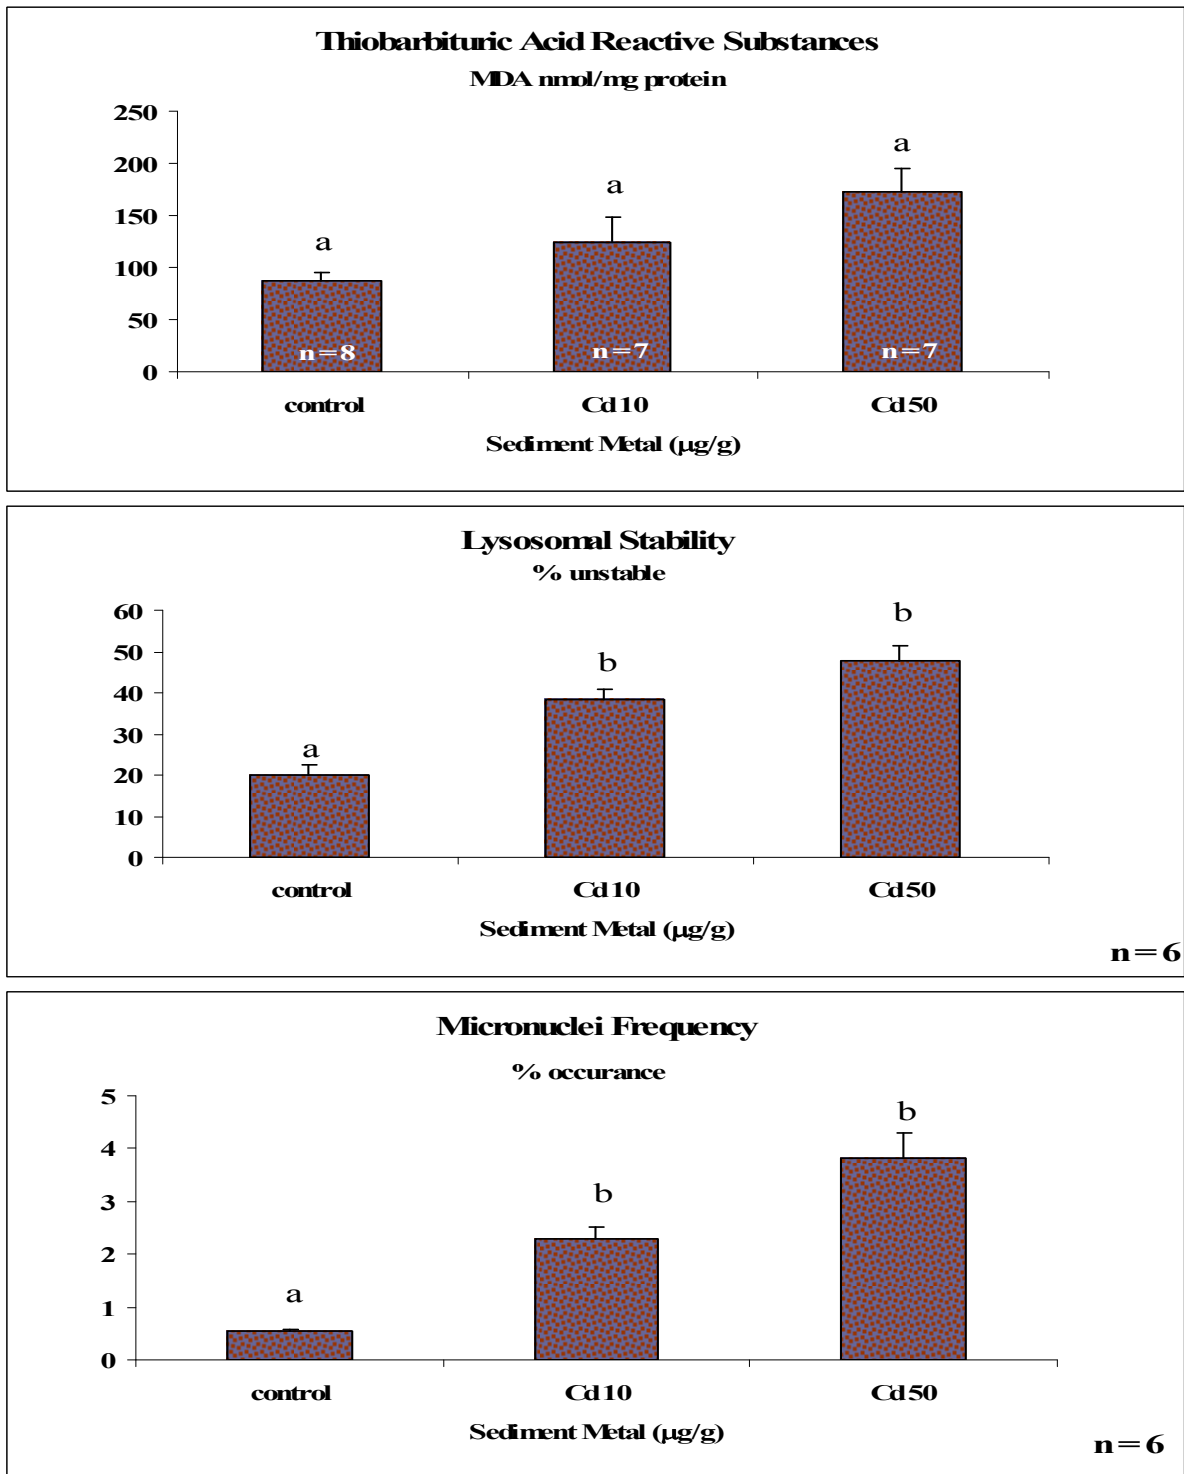 Thiobarbituric Acid Reactive Substances
MDA nmol/mg protein
250
200
150
100
50
0
a
a
a
n=8
n=7
n=7
control Cd10 Cd50
Sediment Metal (µg/g)
Lysosomal Stability
% unstable
60
50
40
30
20
10
0
a
b
b
control Cd10 Cd50
Sediment Metal (µg/g)
n=6
Micronuclei Frequency
% occurance
5
4
3
2
1
0
a
b
b
control Cd10 Cd50
Sediment Metal (µg/g)
n=6